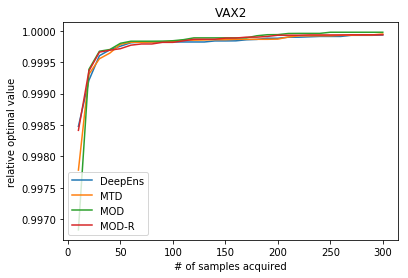 VAX2
1.0000
0.9995
0.9990
0.9985
0.9980
0.9975
0.9970
relative optimal value
DeepEns
MTD
MOD
MOD-R
0 50 100 150 200 250 300
# of samples acquired